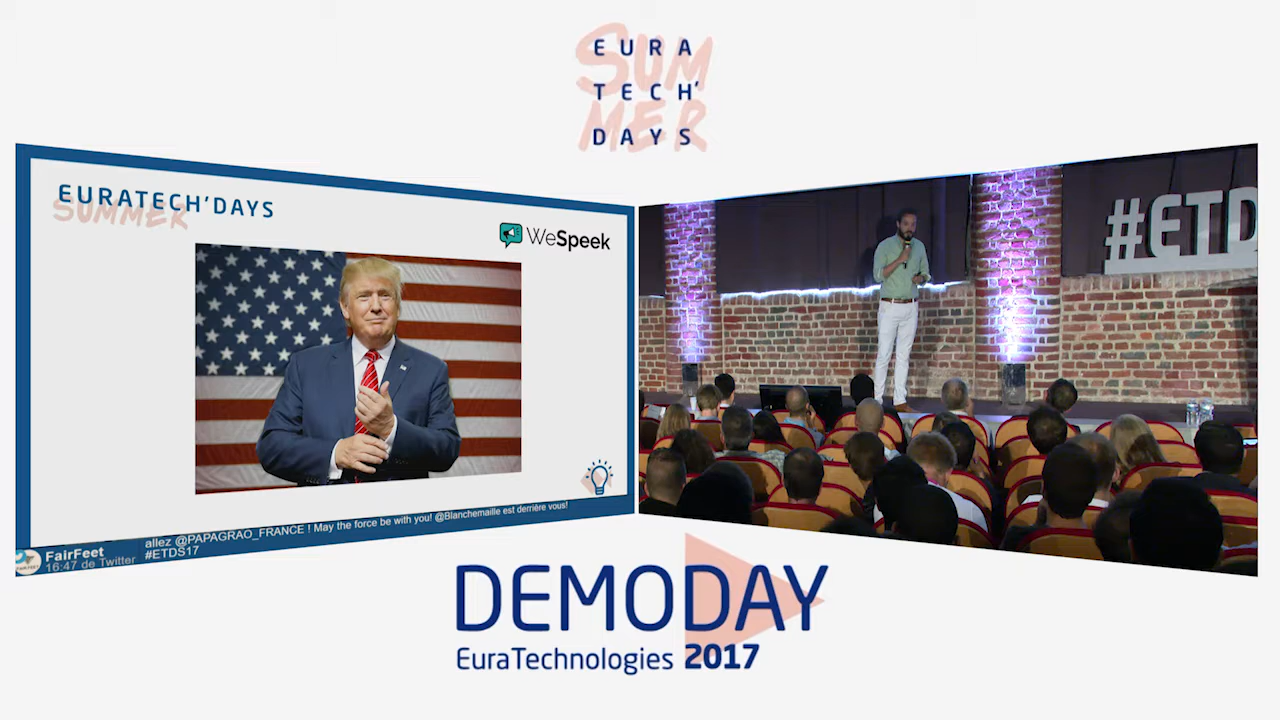 EURA
TECH'
DAYS
SUMMER
EURATECH'DAYS
SUMMER
WeSpeek
#ETD
FairFeet
16:47 de Twitter
allez @PAPAGRAO_FRANCE ! May the force be with you! @Blanchemaille est derrière vous!
#ETDS17
DEMODAY
EuraTechnologies 2017